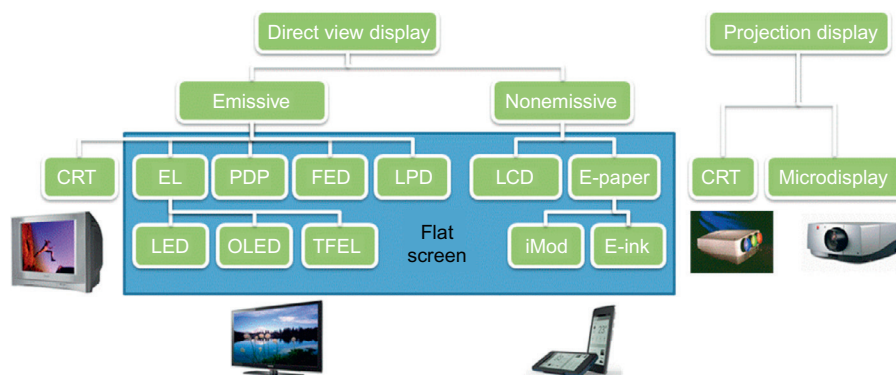 Direct view display
Projection display
Emissive
Nonemissive
CRT
EL
PDP
FED
LPD
LCD
E-paper
CRT
Microdisplay
LED
OLED
TFEL
Flat
screen
iMod
E-ink